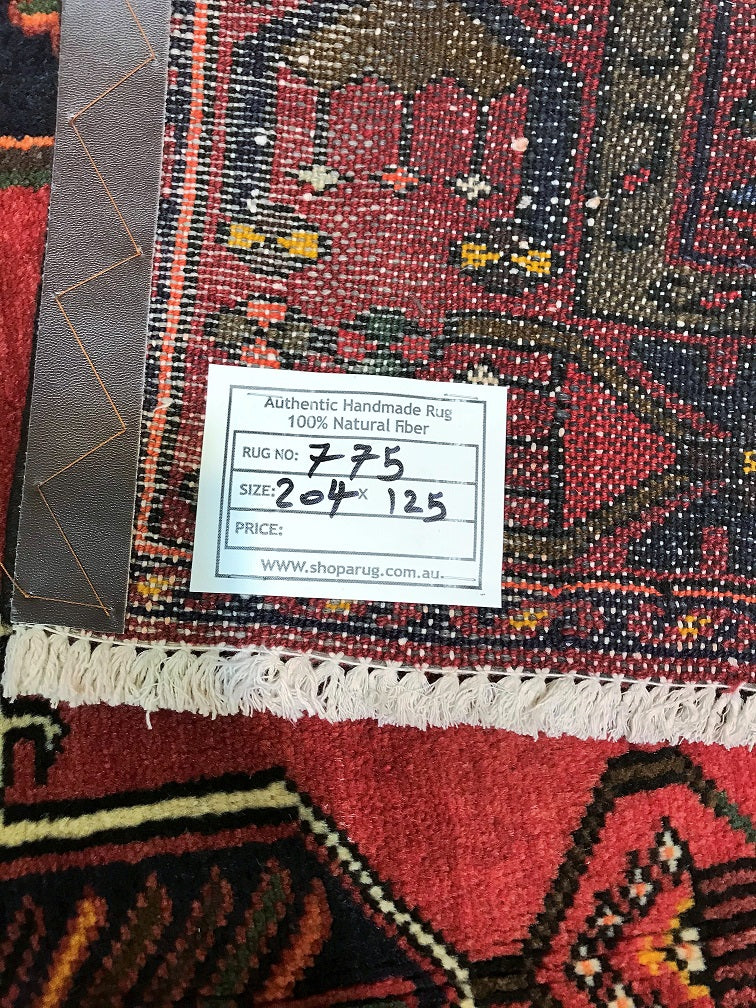 Authentic Handmade Rug
100% Natural Fiber
RUG NO: 775
SIZE: 204 x 125
PRICE:
WWW.shoparug.com.au.